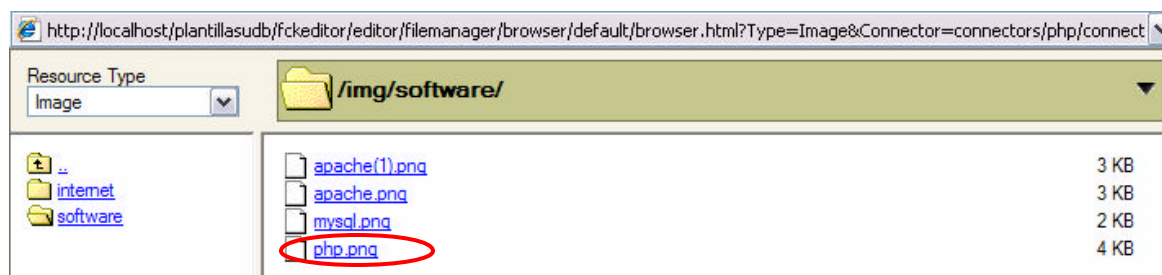 http://localhost/plantillasudb/fckeditor/editor/filemanager/browser/default/browser.html?Type=Image&Connector=connectors/php/connect
Resource Type
Image
/img/software/
..
internet
software
apache(1).png 3 KB
apache.png 3 KB
mysql.png 2 KB
php.png 4 KB